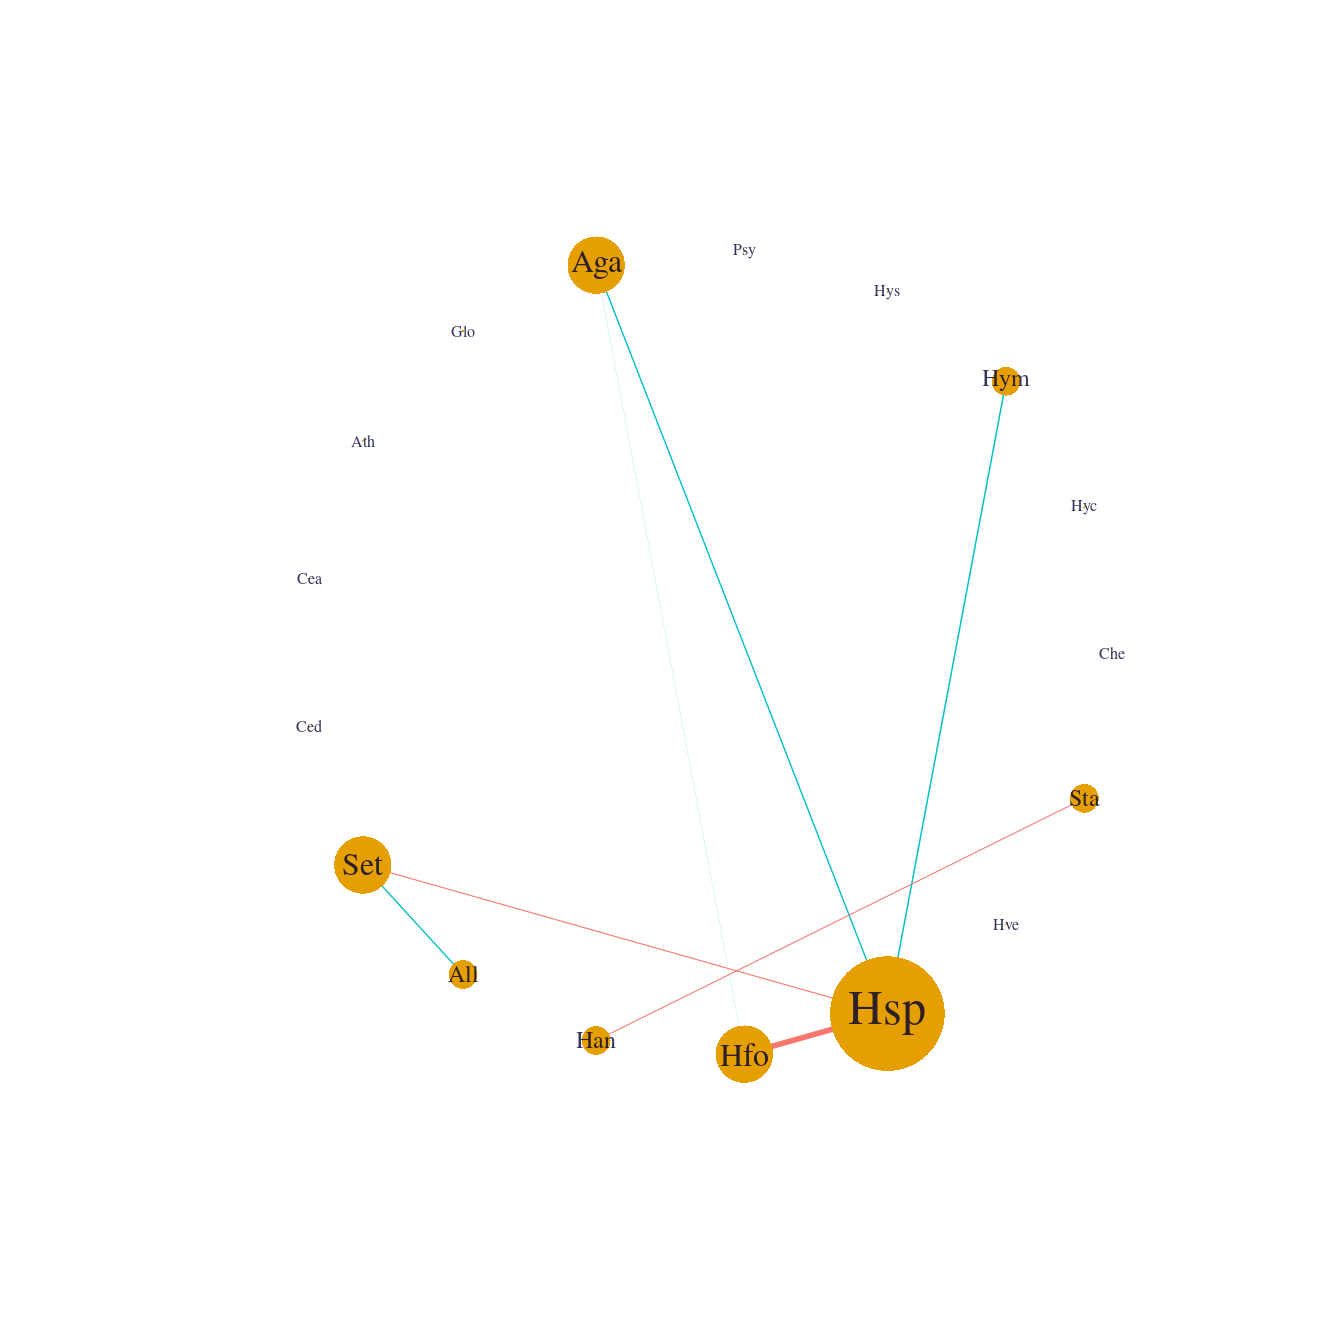 Psy
Aga
Hys
Glo
Hym
Ath
Hyc
Cea
Che
Ced
Sta
Set
Hve
All
Hsp
Han
Hfo